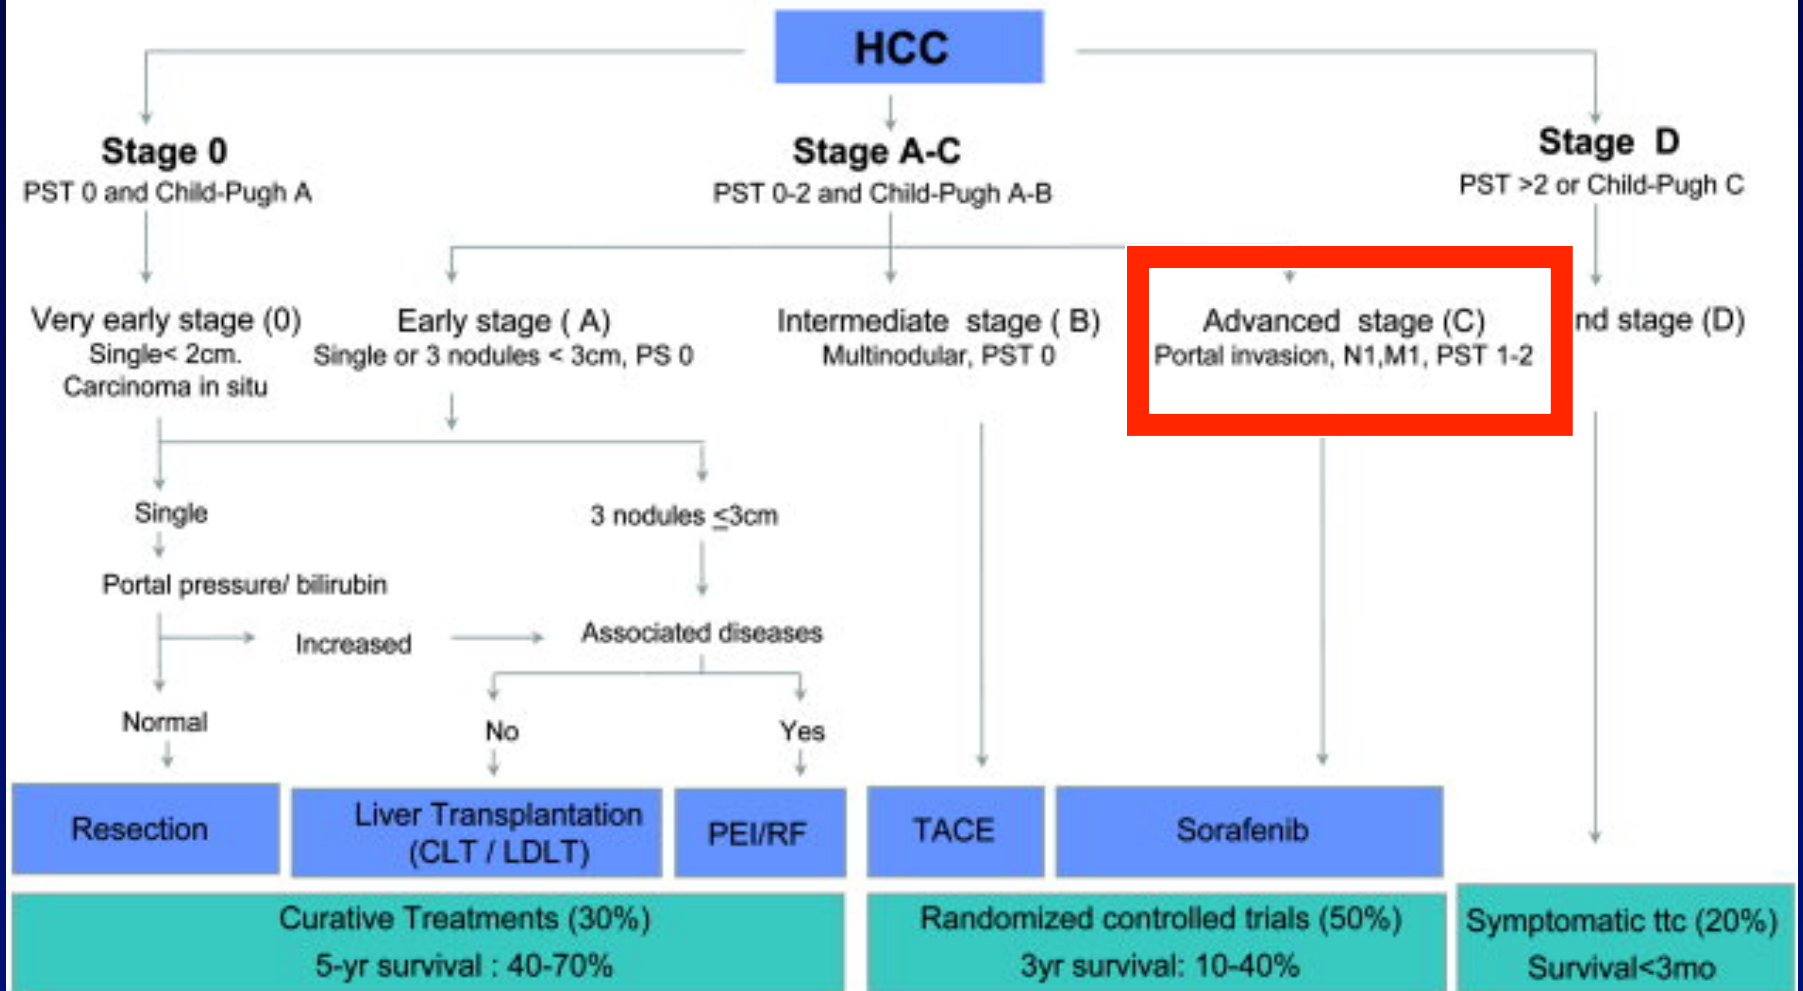 HCC
Stage 0
PST 0 and Child-Pugh A
Stage A-C
PST 0-2 and Child-Pugh A-B
Stage D
PST >2 or Child-Pugh C
Very early stage (0)
Single< 2cm.
Carcinoma in situ
Early stage ( A)
Single or 3 nodules < 3cm, PS 0
Intermediate stage ( B)
Multinodular, PST 0
Advanced stage (C)
Portal invasion, N1,M1, PST 1-2
nd stage (D)
Single
3 nodules ≤3cm
Portal pressure/ bilirubin
Increased
Associated diseases
Normal
No
Yes
Resection
Liver Transplantation
(CLT / LDLT)
PEI/RF
TACE
Sorafenib
Curative Treatments (30%)
5-yr survival : 40-70%
Randomized controlled trials (50%)
3yr survival: 10-40%
Symptomatic ttc (20%)
Survival<3mo